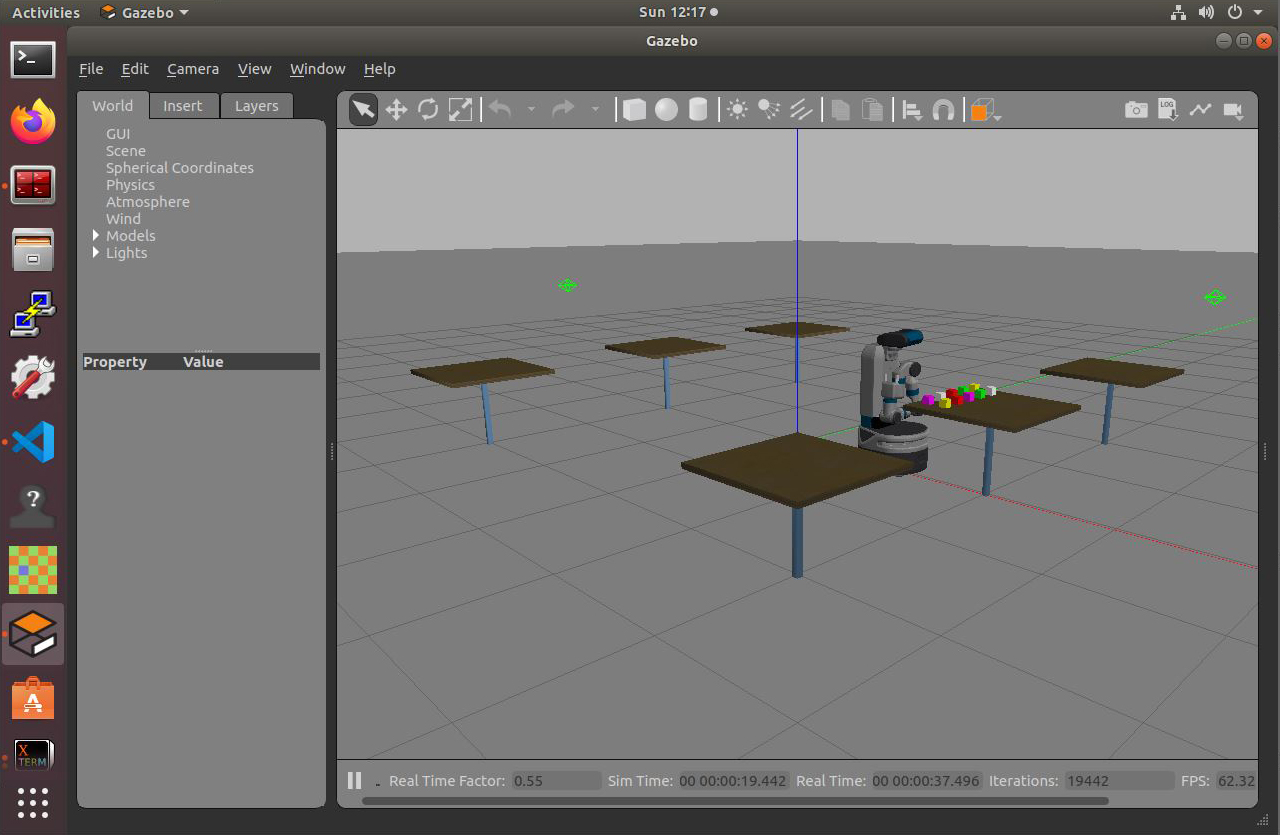 Activities Gazebo Sun 12:17
Gazebo
File Edit Camera View Window Help
World Insert Layers
LOG
GUI
Scene
Spherical Coordinates
Physics
Atmosphere
Wind
Models
Lights
Property Value
?
A
X
TERM
Real Time Factor: 0.55 Sim Time: 00 00:00:19.442 Real Time: 00 00:00:37.496 Iterations: 19442 FPS: 62.32